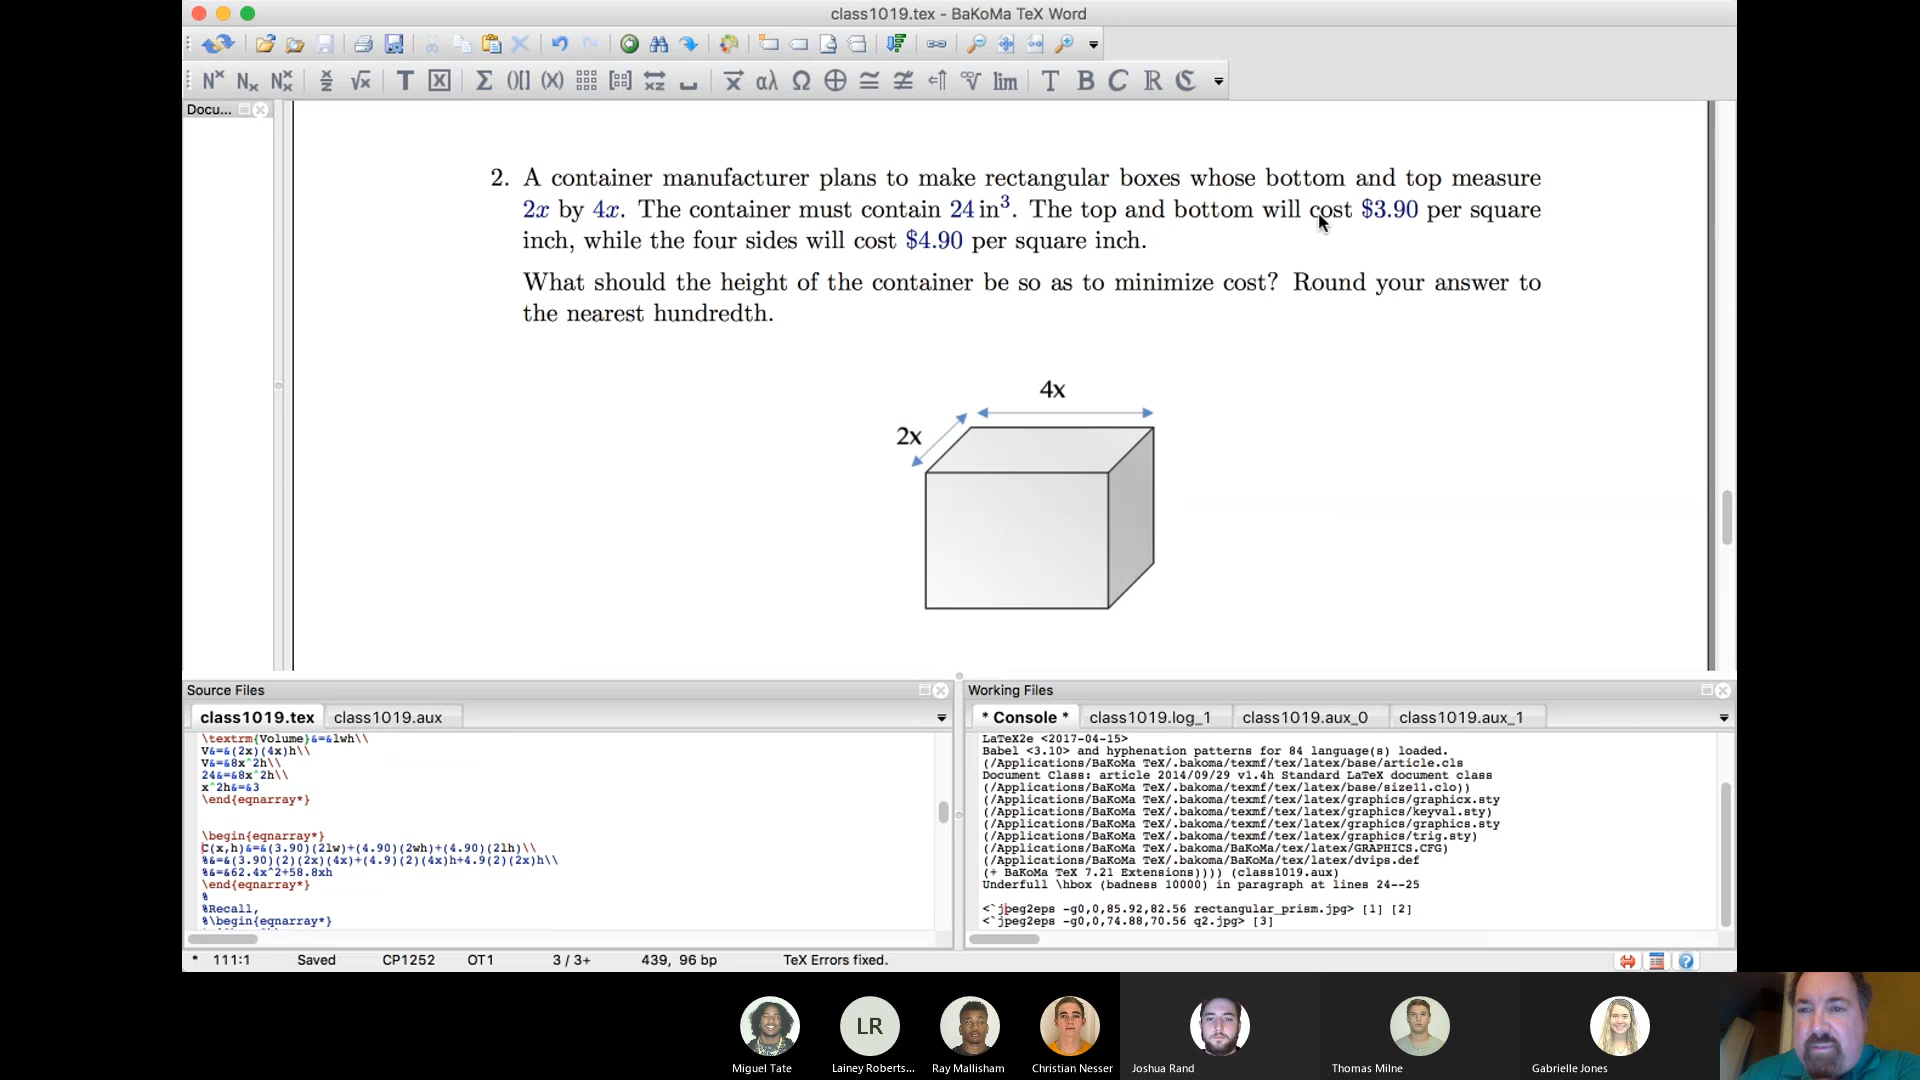 class1019.tex - BaKoMa TeX Word
Docu...
2. A container manufacturer plans to make rectangular boxes whose bottom and top measure
2x by 4x. The container must contain 24 in³. The top and bottom will cost $3.90 per square
inch, while the four sides will cost $4.90 per square inch.
What should the height of the container be so as to minimize cost? Round your answer to
the nearest hundredth.
4x
2x
Source Files
class1019.tex class1019.aux
\textrm{Volume}&=&lwh\\
V&=&(2x)(4x)h\\
V&=&8x^2h\\
24&=&8x^2h\\
x^2h&=&3
\end{eqnarray*}
\begin{eqnarray*}
C(x,h)&=&(3.90)(2lw)+(4.90)(2wh)+(4.90)(2lh)\\
%&=&(3.90)(2)(2x)(4x)+(4.9)(2)(4x)h+4.9(2)(2x)h\\
%&=&62.4x^2+58.8xh
\end{eqnarray*}
%
%Recall,
%\begin{eqnarray*}
Working Files
* Console * class1019.log_1 class1019.aux_0 class1019.aux_1
LaTeX2e <2017-04-15>
Babel <3.10> and hyphenation patterns for 84 language(s) loaded.
(/Applications/BaKoMa TeX/.bakoma/texmf/tex/latex/base/article.cls
Document Class: article 2014/09/29 v1.4h Standard LaTeX document class
(/Applications/BaKoMa TeX/.bakoma/texmf/tex/latex/base/size11.clo))
(/Applications/BaKoMa TeX/.bakoma/texmf/tex/latex/graphics/graphicx.sty
(/Applications/BaKoMa TeX/.bakoma/texmf/tex/latex/graphics/keyval.sty)
(/Applications/BaKoMa TeX/.bakoma/texmf/tex/latex/graphics/graphics.sty
(/Applications/BaKoMa TeX/.bakoma/texmf/tex/latex/graphics/trig.sty)
(/Applications/BaKoMa TeX/.bakoma/texmf/tex/latex/GRAPHICS.CFG)
(/Applications/BaKoMa TeX/.bakoma/BaKoMa/tex/latex/dvips.def
(+ BaKoMa TeX 7.21 Extensions)))) (class1019.aux)
Underfull \hbox (badness 10000) in paragraph at lines 24--25
<`jpeg2eps -g0,0,85.92,82.56 rectangular_prism.jpg> [1] [2]
<`jpeg2eps -g0,0,74.88,70.56 q2.jpg> [3]
* 111:1 Saved CP1252 OT1 3 / 3+ 439, 96 bp TeX Errors fixed.
LR
Miguel Tate Lainey Roberts... Ray Mallisham Christian Nesser Joshua Rand Thomas Milne Gabrielle Jones